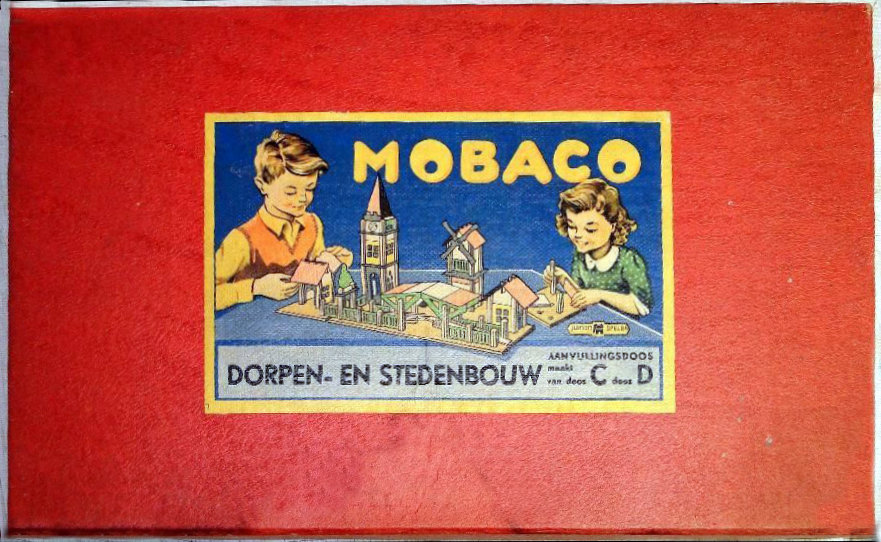 MOBACO
JUMBO SPELEN
DORPEN- EN STEDENBOUW
AANVULLINGSDOOS
maakt
van doos C doos D